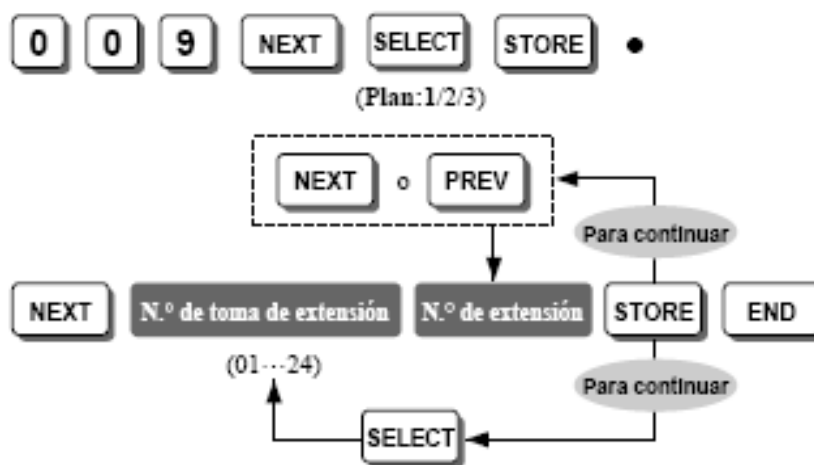 0 0 9 NEXT SELECT STORE •
(Plan:1/2/3)
NEXT o PREV
Para continuar
NEXT N.º de toma de extensión N.º de extensión STORE END
(01···24)
Para continuar
SELECT